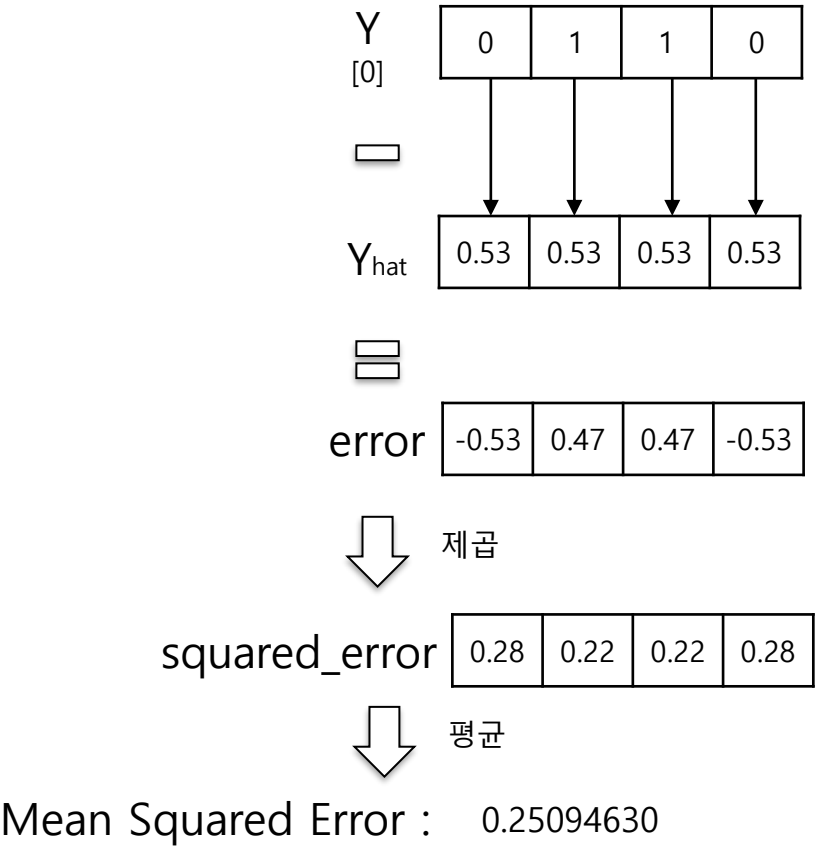 Y 0 1 1 0
[0]
Yhat 0.53 0.53 0.53 0.53
error -0.53 0.47 0.47 -0.53
제곱
squared_error 0.28 0.22 0.22 0.28
평균
Mean Squared Error : 0.25094630